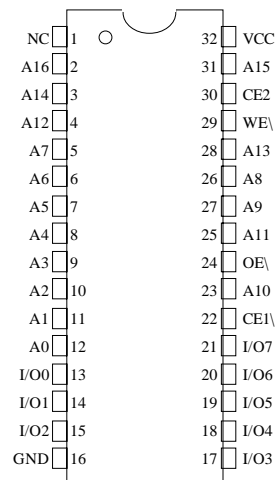 NC 1 32 VCC
A16 2 31 A15
A14 3 30 CE2
A12 4 29 WE\
A7 5 28 A13
A6 6 26 A8
A5 7 27 A9
A4 8 25 A11
A3 9 24 OE\
A2 10 23 A10
A1 11 22 CE1\
A0 12 21 I/O7
I/O0 13 20 I/O6
I/O1 14 19 I/O5
I/O2 15 18 I/O4
GND 16 17 I/O3